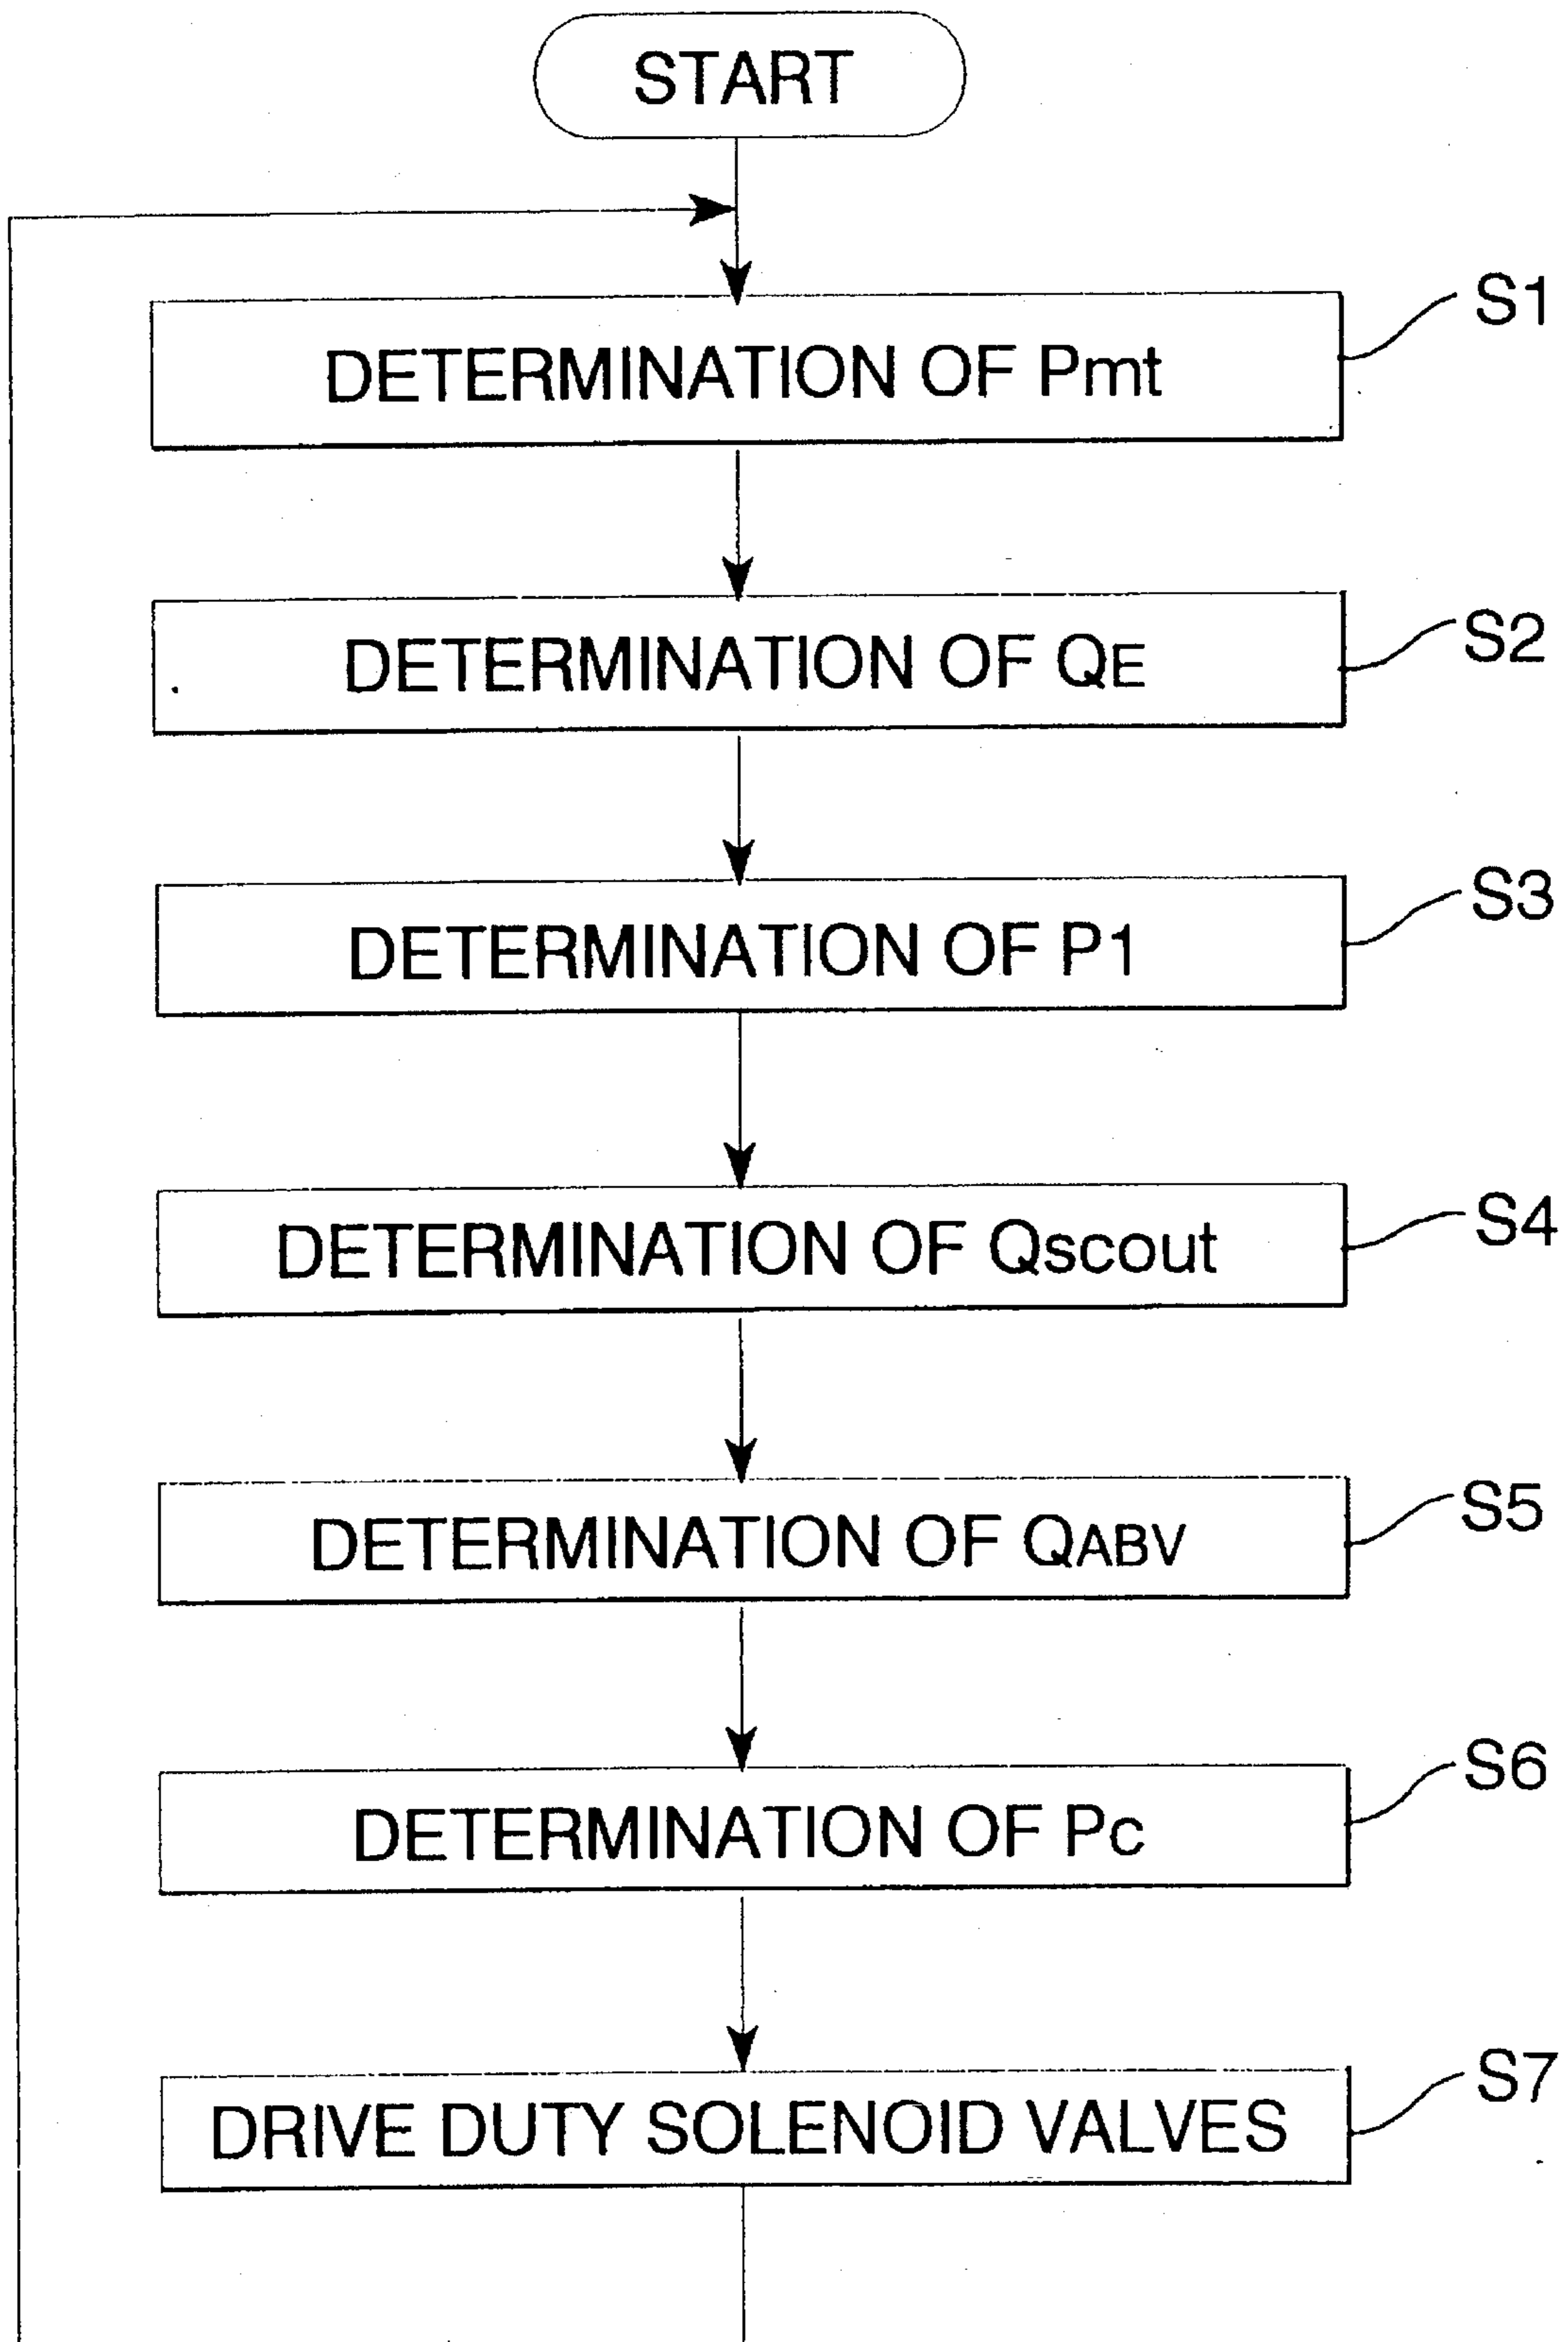 START
S1
DETERMINATION OF Pmt
S2
DETERMINATION OF QE
S3
DETERMINATION OF P1
S4
DETERMINATION OF Qscout
S5
DETERMINATION OF QABV
S6
DETERMINATION OF Pc
S7
DRIVE DUTY SOLENOID VALVES